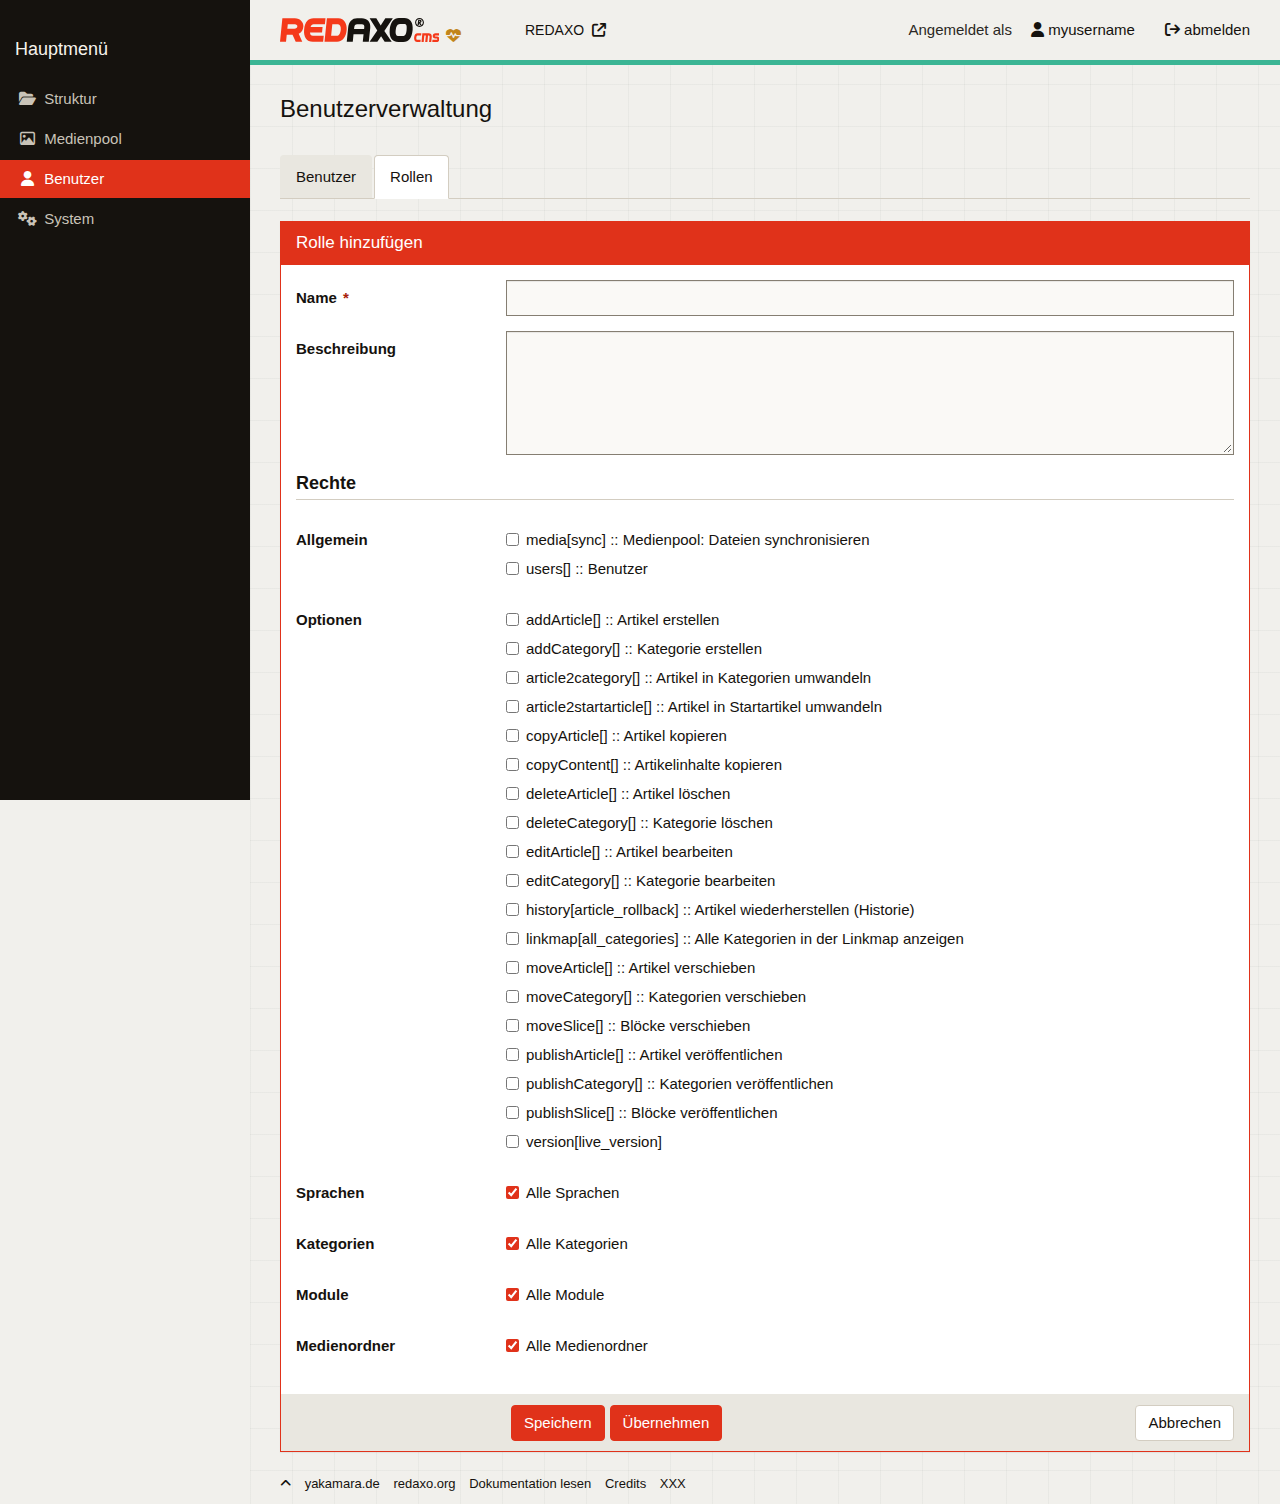 Hauptmenü
Struktur
Medienpool
Benutzer
System
REDAXO® cms
REDAXO
Angemeldet als myusername abmelden
Benutzerverwaltung
Benutzer Rollen
Rolle hinzufügen
Name *
Beschreibung
Rechte
Allgemein
media[sync] :: Medienpool: Dateien synchronisieren
users[] :: Benutzer
Optionen
addArticle[] :: Artikel erstellen
addCategory[] :: Kategorie erstellen
article2category[] :: Artikel in Kategorien umwandeln
article2startarticle[] :: Artikel in Startartikel umwandeln
copyArticle[] :: Artikel kopieren
copyContent[] :: Artikelinhalte kopieren
deleteArticle[] :: Artikel löschen
deleteCategory[] :: Kategorie löschen
editArticle[] :: Artikel bearbeiten
editCategory[] :: Kategorie bearbeiten
history[article_rollback] :: Artikel wiederherstellen (Historie)
linkmap[all_categories] :: Alle Kategorien in der Linkmap anzeigen
moveArticle[] :: Artikel verschieben
moveCategory[] :: Kategorien verschieben
moveSlice[] :: Blöcke verschieben
publishArticle[] :: Artikel veröffentlichen
publishCategory[] :: Kategorien veröffentlichen
publishSlice[] :: Blöcke veröffentlichen
version[live_version]
Sprachen
Alle Sprachen
Kategorien
Alle Kategorien
Module
Alle Module
Medienordner
Alle Medienordner
Speichern Übernehmen Abbrechen
yakamara.de redaxo.org Dokumentation lesen Credits XXX